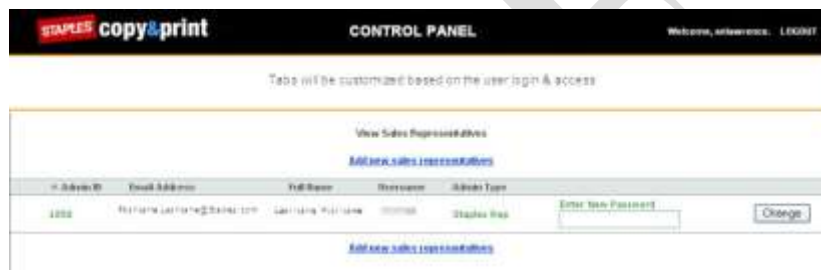 STAPLES copy&print
CONTROL PANEL
Welcome, LOGOUT
Tabs will be customized based on the user login & access
View Sales Representatives
Add new sales representatives
Admin ID Email Address Full Name Username Admin Type
Staples Rep Enter New Password Change
Add new sales representatives